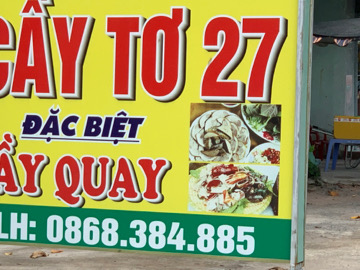 CẦY TƠ 27
ĐẶC BIỆT
ẦY QUAY
LH: 0868.384.885